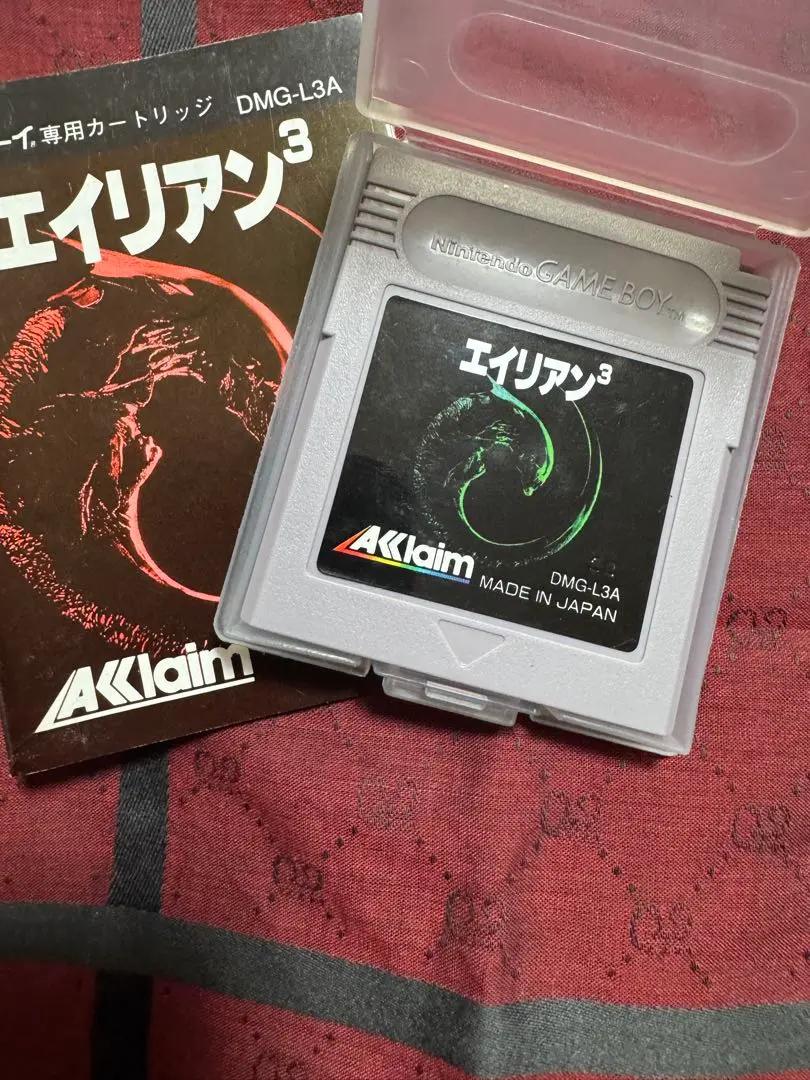 ーイ専用カートリッジ DMG-L3A
エイリアン3
Acclaim
Nintendo GAME BOY TM
エイリアン3
Acclaim
DMG-L3A
MADE IN JAPAN